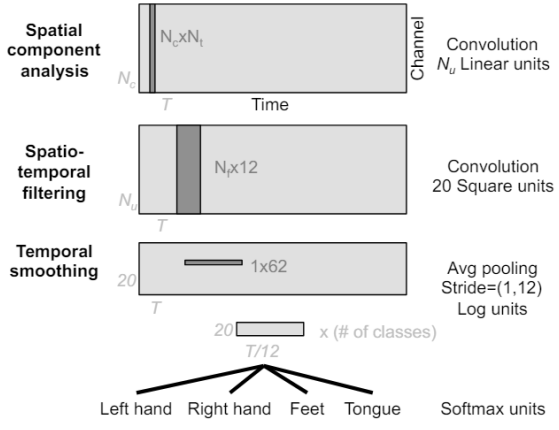 Spatial
component
analysis
N_c x N_t
N_c
T
Time
Channel
Convolution
N_u Linear units
Spatio-
temporal
filtering
N_f x12
N_u
T
Convolution
20 Square units
Temporal
smoothing
1x62
20
T
Avg pooling
Stride=(1,12)
Log units
20
x (# of classes)
T/12
Left hand
Right hand
Feet
Tongue
Softmax units